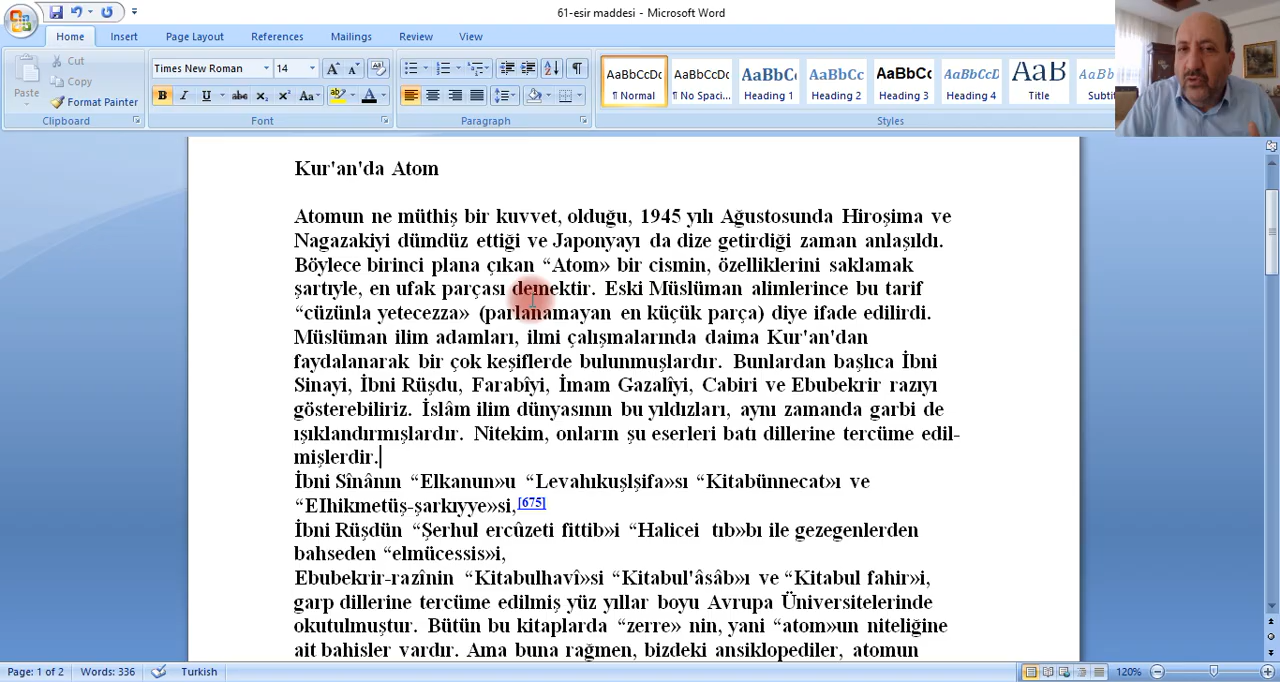 61-esir maddesi - Microsoft Word
Home Insert Page Layout References Mailings Review View
Paste
Cut
Copy
Format Painter
Clipboard
Times New Roman 14
Font
Paragraph
AaBbCcDc AaBbCcDc AaBbC AaBbCc AaBbCc AaBbCcD AaB AaBb
¶ Normal ¶ No Spaci... Heading 1 Heading 2 Heading 3 Heading 4 Title Subtit
Styles
Kur'an'da Atom
Atomun ne müthiş bir kuvvet, olduğu, 1945 yılı Ağustosunda Hiroşima ve
Nagazakiyi dümdüz ettiği ve Japonyayı da dize getirdiği zaman anlaşıldı.
Böylece birinci plana çıkan “Atom» bir cismin, özelliklerini saklamak
şartıyle, en ufak parçası demektir. Eski Müslüman alimlerince bu tarif
“cüzünla yetecezza» (parlanamayan en küçük parça) diye ifade edilirdi.
Müslüman ilim adamları, ilmi çalışmalarında daima Kur'an'dan
faydalanarak bir çok keşiflerde bulunmuşlardır. Bunlardan başlıca İbni
Sinayi, İbni Rüşdu, Farabîyi, İmam Gazalîyi, Cabiri ve Ebubekrir razıyı
gösterebiliriz. İslâm ilim dünyasının bu yıldızları, aynı zamanda garbi de
ışıklandırmışlardır. Nitekim, onların şu eserleri batı dillerine tercüme edil-
mişlerdir.
İbni Sînânın “Elkanun»u “Levahıkuşlşifa»sı “Kitabünnecat»ı ve
“EIhikmetüş-şarkıyye»si,[675]
İbni Rüşdün “Şerhul ercûzeti fittib»i “Halicei tıb»bı ile gezegenlerden
bahseden “elmücessis»i,
Ebubekrir-razînin “Kitabulhavî»si “Kitabul'âsâb»ı ve “Kitabul fahir»i,
garp dillerine tercüme edilmiş yüz yıllar boyu Avrupa Üniversitelerinde
okutulmuştur. Bütün bu kitaplarda “zerre» nin, yani “atom»un niteliğine
ait bahisler vardır. Ama buna rağmen, bizdeki ansiklopediler, atomun
Page: 1 of 2 Words: 336 Turkish 120%